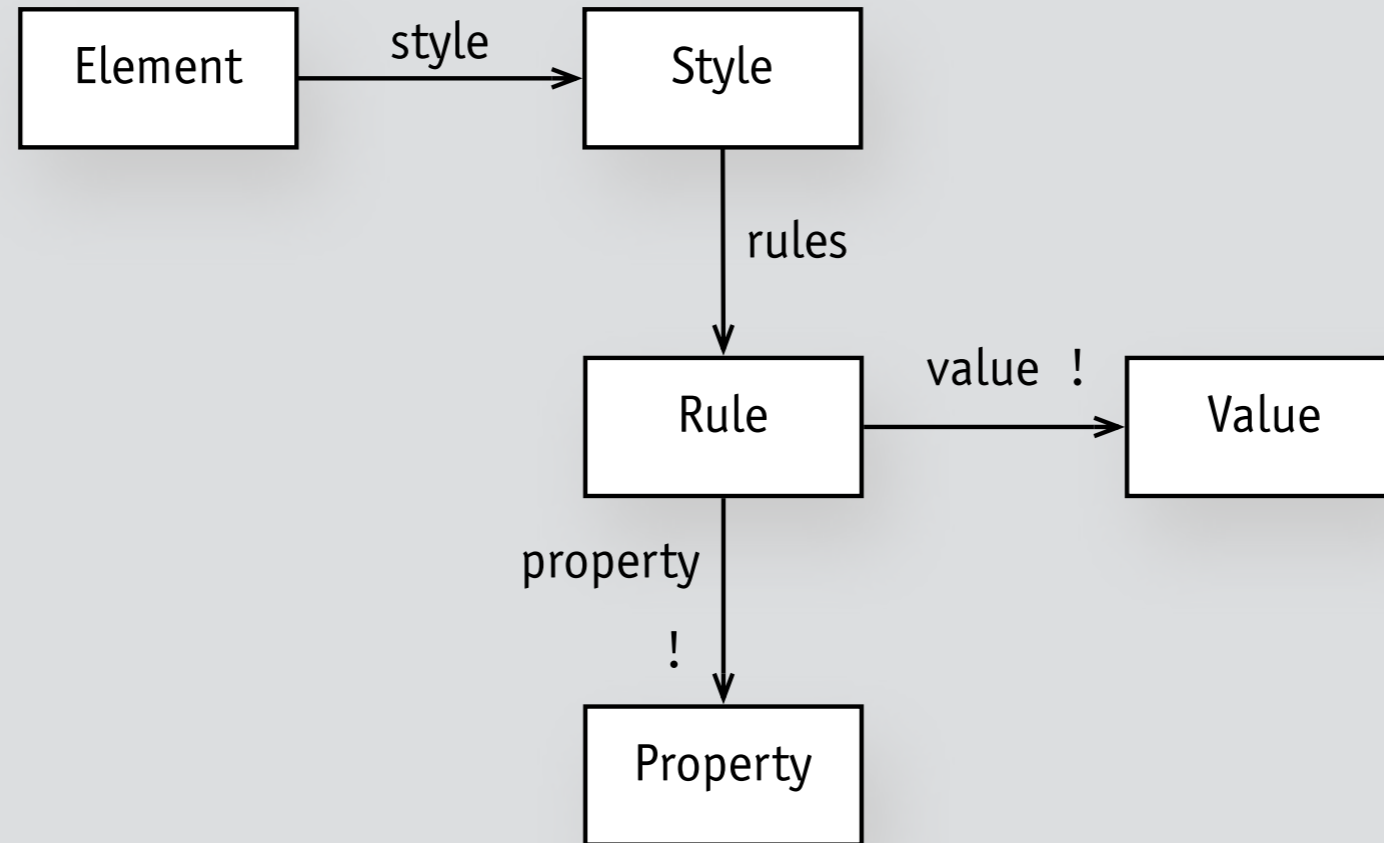 Element
style
Style
rules
Rule
value !
Value
property
!
Property